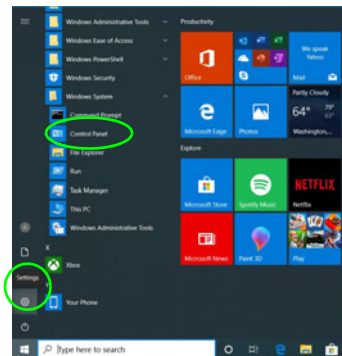 Windows Administrative Tools
Windows Ease of Access
Windows PowerShell
Windows Security
Windows System
Command Prompt
Control Panel
File Explorer
Run
Task Manager
This PC
Windows Administrative Tools
X
Xbox
Y
Your Phone
Settings
Type here to search
Productivity
Office
We speak
Yahoo
Mail
Microsoft Edge
Photos
Partly Cloudy
64°
79°
63°
Washington,...
Explore
Microsoft Store
Spotify Music
NETFLIX
Netflix
Microsoft News
Paint 3D
Play